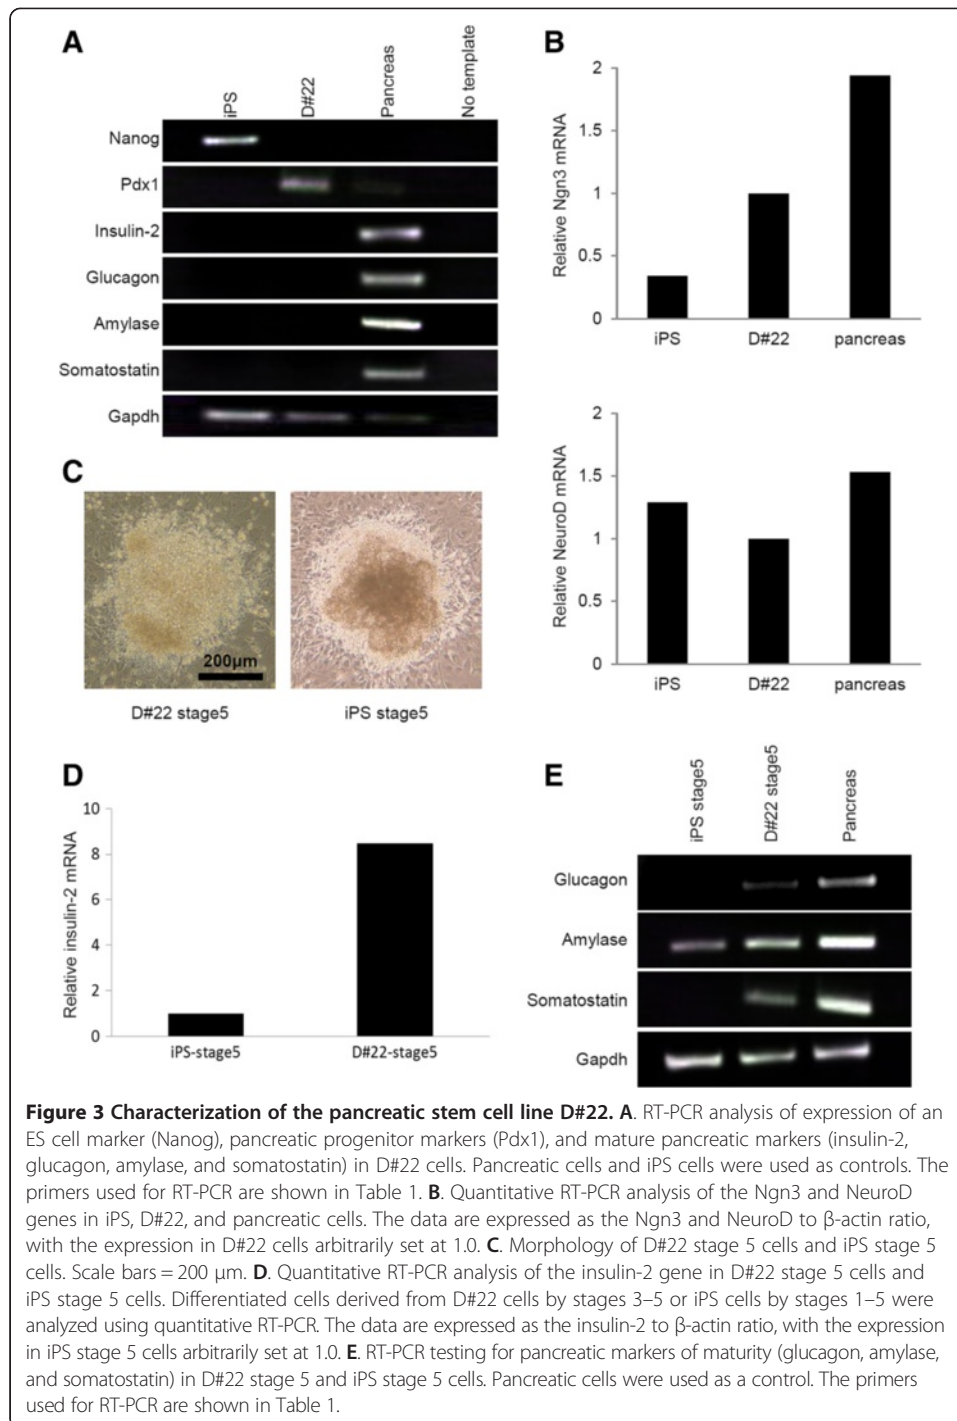 A
iPS
D#22
Pancreas
No template
Nanog
Pdx1
Insulin-2
Glucagon
Amylase
Somatostatin
Gapdh
B
Relative Ngn3 mRNA
2
1.5
1
0.5
0
iPS
D#22
pancreas
Relative NeuroD mRNA
2
1.5
1
0.5
0
iPS
D#22
pancreas
C
200µm
D#22 stage5
iPS stage5
D
Relative insulin-2 mRNA
10
8
6
4
2
0
iPS-stage5
D#22-stage5
E
iPS stage5
D#22 stage5
Pancreas
Glucagon
Amylase
Somatostatin
Gapdh
Figure 3 Characterization of the pancreatic stem cell line D#22. A. RT-PCR analysis of expression of an
ES cell marker (Nanog), pancreatic progenitor markers (Pdx1), and mature pancreatic markers (insulin-2,
glucagon, amylase, and somatostatin) in D#22 cells. Pancreatic cells and iPS cells were used as controls. The
primers used for RT-PCR are shown in Table 1. B. Quantitative RT-PCR analysis of the Ngn3 and NeuroD
genes in iPS, D#22, and pancreatic cells. The data are expressed as the Ngn3 and NeuroD to β-actin ratio,
with the expression in D#22 cells arbitrarily set at 1.0. C. Morphology of D#22 stage 5 cells and iPS stage 5
cells. Scale bars = 200 µm. D. Quantitative RT-PCR analysis of the insulin-2 gene in D#22 stage 5 cells and
iPS stage 5 cells. Differentiated cells derived from D#22 cells by stages 3–5 or iPS cells by stages 1–5 were
analyzed using quantitative RT-PCR. The data are expressed as the insulin-2 to β-actin ratio, with the expression
in iPS stage 5 cells arbitrarily set at 1.0. E. RT-PCR testing for pancreatic markers of maturity (glucagon, amylase,
and somatostatin) in D#22 stage 5 and iPS stage 5 cells. Pancreatic cells were used as a control. The primers
used for RT-PCR are shown in Table 1.